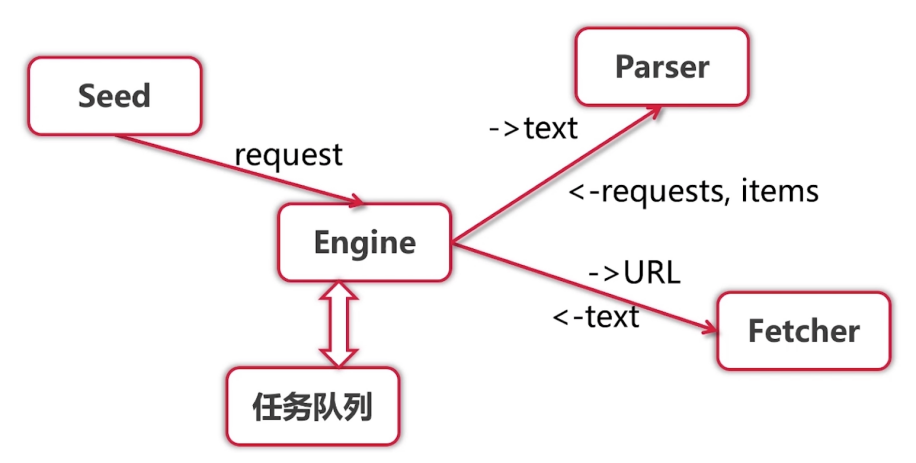 Seed
request
Parser
->text
<-requests, items
Engine
->URL
<-text
Fetcher
任务队列